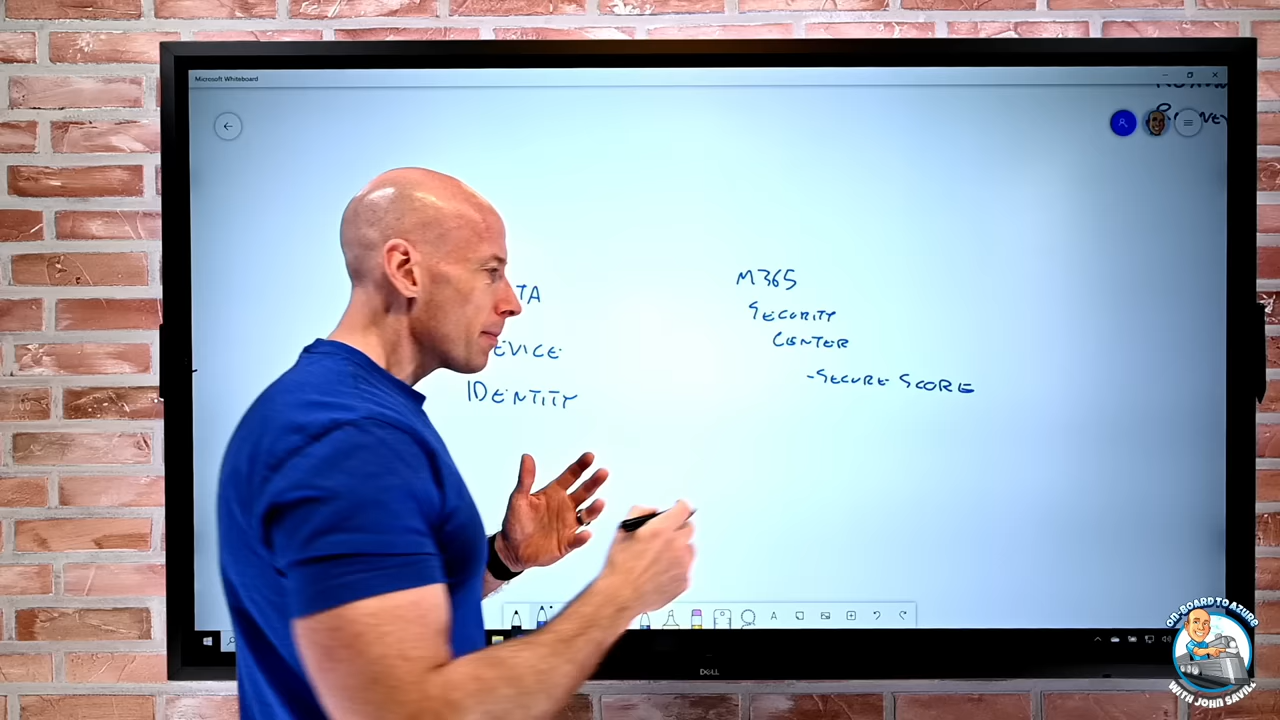 Microsoft Whiteboard
TA
EVICE
IDENTITY
M365
SECURITY
CENTER
-SECURE SCORE
A
DELL
ON-BOARD TO AZURE
WITH JOHN SAVILL